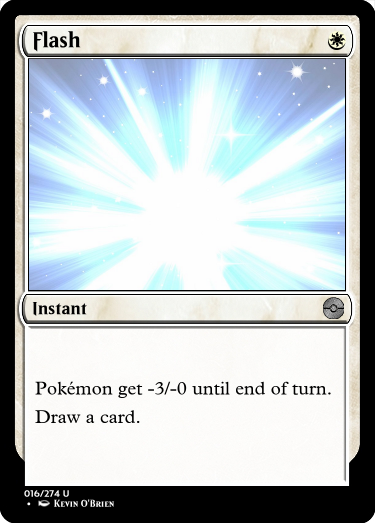 Flash
Instant
Pokémon get -3/-0 until end of turn.
Draw a card.
016/274 U
• Kevin O'Brien